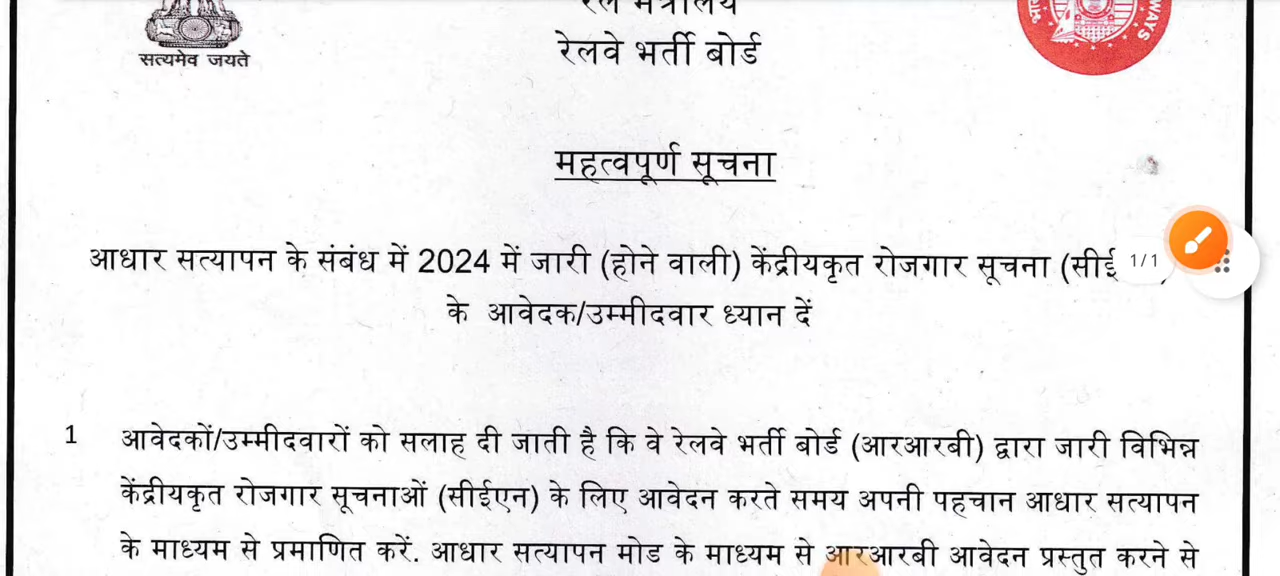 रेल मंत्रालय
सत्यमेव जयते
रेलवे भर्ती बोर्ड
WAYS
महत्वपूर्ण सूचना
आधार सत्यापन के संबंध में 2024 में जारी (होने वाली) केंद्रीयकृत रोजगार सूचना (सीई
1/1
के आवेदक/उम्मीदवार ध्यान दें
1 आवेदकों/उम्मीदवारों को सलाह दी जाती है कि वे रेलवे भर्ती बोर्ड (आरआरबी) द्वारा जारी विभिन्न
केंद्रीयकृत रोजगार सूचनाओं (सीईएन) के लिए आवेदन करते समय अपनी पहचान आधार सत्यापन
के माध्यम से प्रमाणित करें. आधार सत्यापन मोड के माध्यम से आरआरबी आवेदन प्रस्तुत करने से